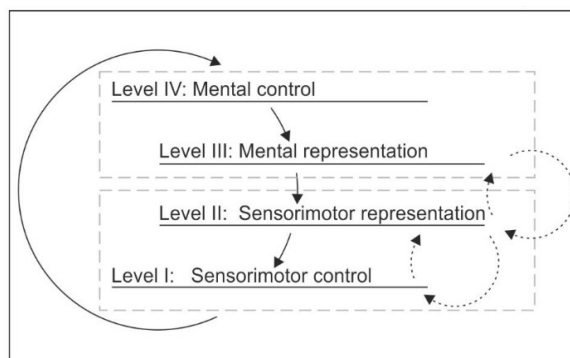 Level IV: Mental control
Level III: Mental representation
Level II: Sensorimotor representation
Level I: Sensorimotor control